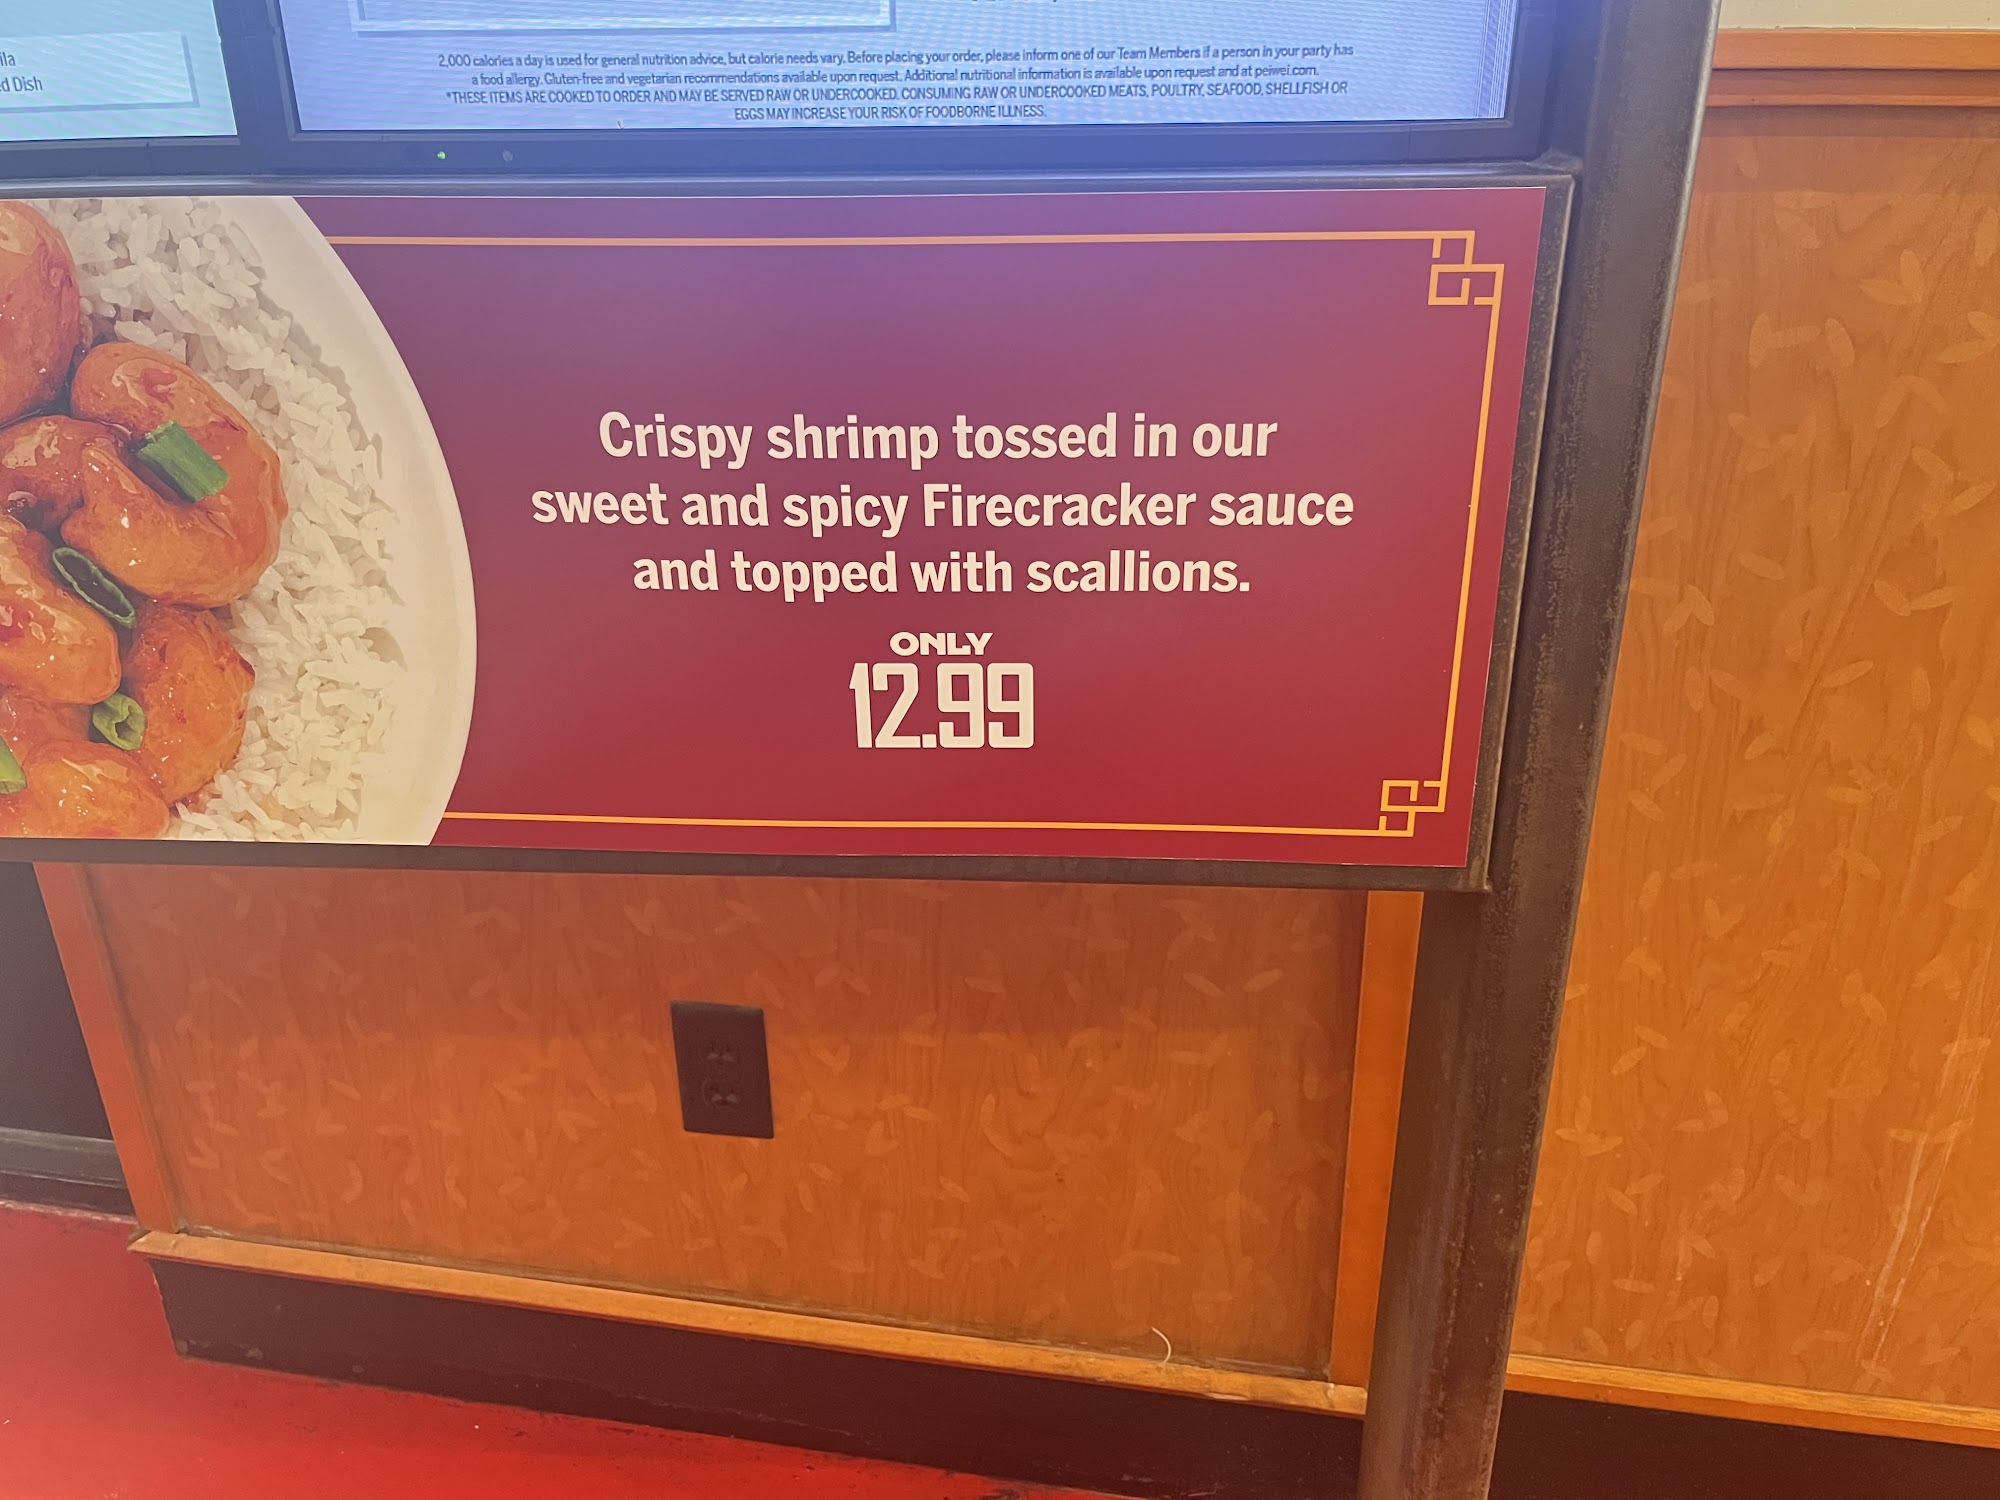 ila
d Dish
2,000 calories a day is used for general nutrition advice, but calorie needs vary. Before placing your order, please inform one of our Team Members if a person in your party has
a food allergy. Gluten-free and vegetarian recommendations available upon request. Additional nutritional information is available upon request and at peiwei.com.
*THESE ITEMS ARE COOKED TO ORDER AND MAY BE SERVED RAW OR UNDERCOOKED. CONSUMING RAW OR UNDERCOOKED MEATS, POULTRY, SEAFOOD, SHELLFISH OR
EGGS MAY INCREASE YOUR RISK OF FOODBORNE ILLNESS.
Crispy shrimp tossed in our
sweet and spicy Firecracker sauce
and topped with scallions.
ONLY
12.99